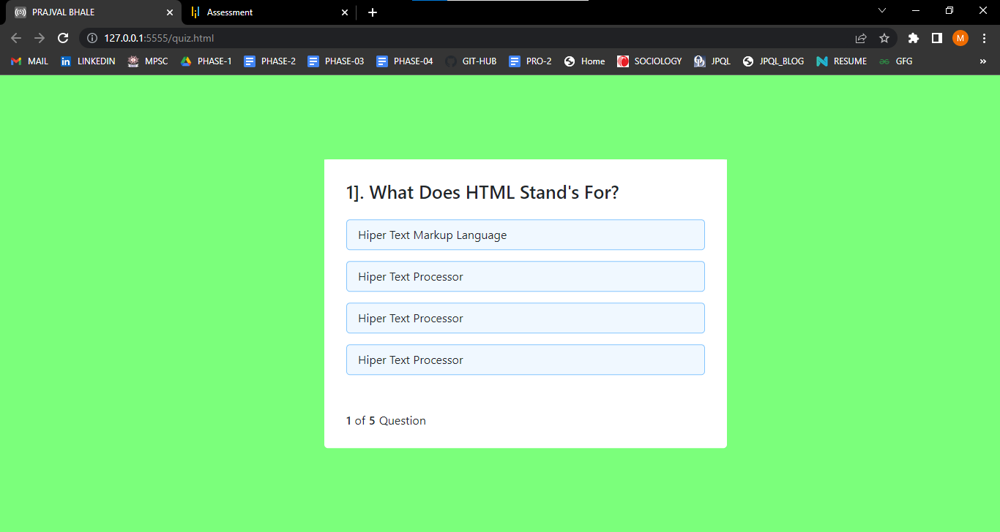 PRAJVAL BHALE
Assessment
127.0.0.1:5555/quiz.html
M
MAIL
LINKEDIN
MPSC
PHASE-1
PHASE-2
PHASE-03
PHASE-04
GIT-HUB
PRO-2
Home
SOCIOLOGY
JPQL
JPQL_BLOG
RESUME
GFG
1]. What Does HTML Stand's For?
Hiper Text Markup Language
Hiper Text Processor
Hiper Text Processor
Hiper Text Processor
1 of 5 Question